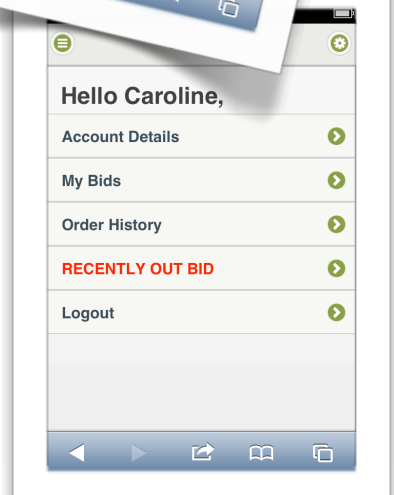 Hello Caroline,
Account Details
My Bids
Order History
RECENTLY OUT BID
Logout